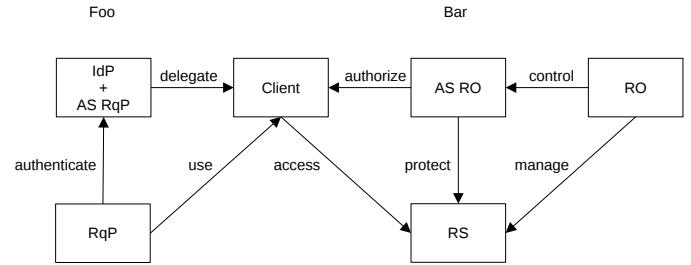 Foo
Bar
IdP
+
AS RqP
delegate
Client
authorize
AS RO
control
RO
authenticate
use
access
protect
manage
RqP
RS